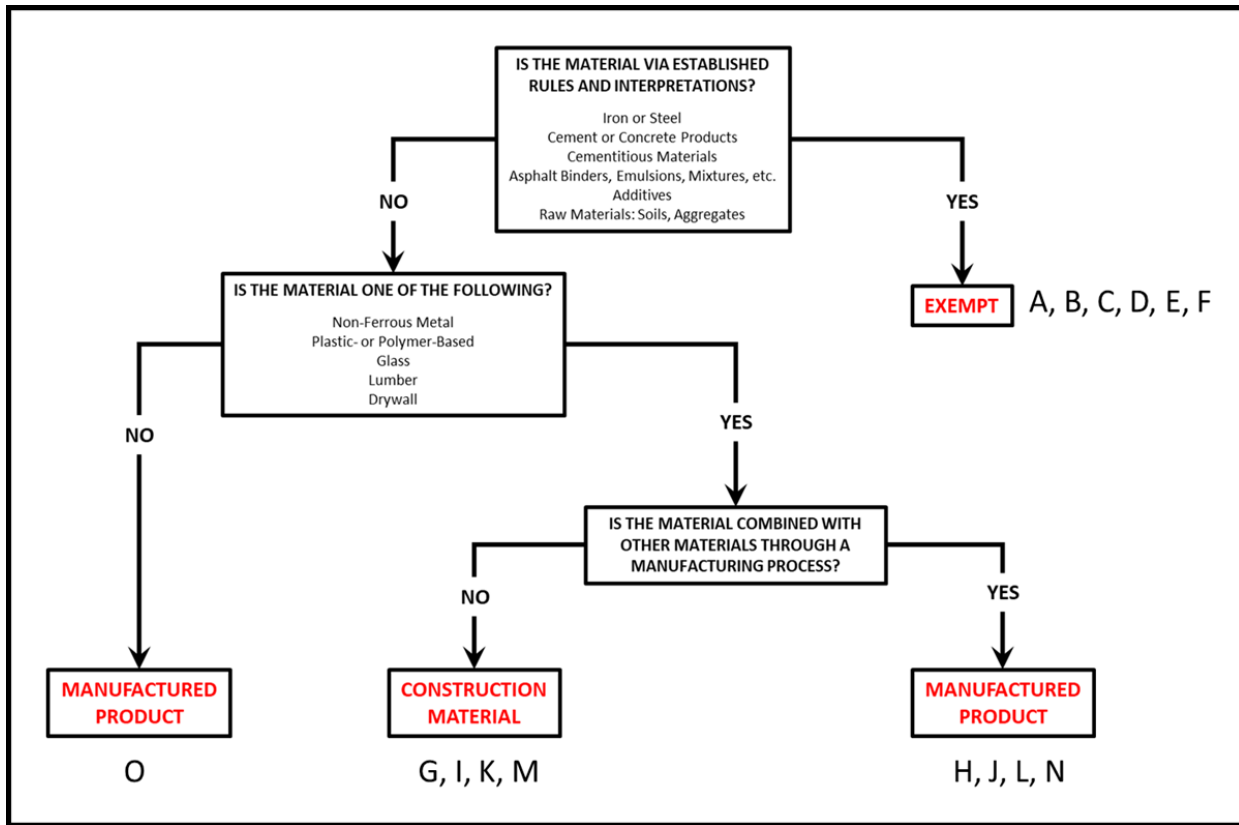 IS THE MATERIAL VIA ESTABLISHED
RULES AND INTERPRETATIONS?
Iron or Steel
Cement or Concrete Products
Cementitious Materials
Asphalt Binders, Emulsions, Mixtures, etc.
Additives
Raw Materials: Soils, Aggregates
NO
YES
IS THE MATERIAL ONE OF THE FOLLOWING?
Non-Ferrous Metal
Plastic- or Polymer-Based
Glass
Lumber
Drywall
EXEMPT
A, B, C, D, E, F
NO
YES
IS THE MATERIAL COMBINED WITH
OTHER MATERIALS THROUGH A
MANUFACTURING PROCESS?
NO
YES
MANUFACTURED
PRODUCT
O
CONSTRUCTION
MATERIAL
G, I, K, M
MANUFACTURED
PRODUCT
H, J, L, N